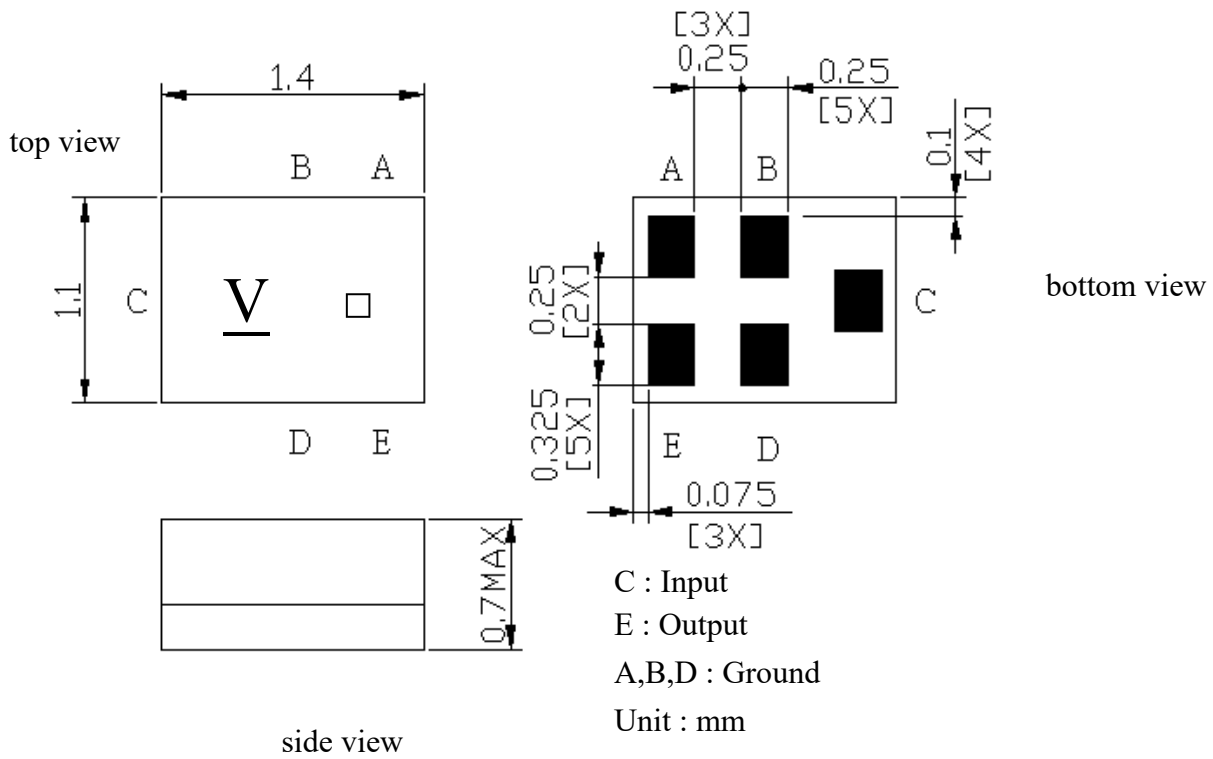 [3X]
0.25
0.25
[5X]
1.4
0.1
[4X]
top view
B A
A B
1.1
C
V
0.25
[2X]
C
bottom view
0.325
[5X]
D E
E D
0.075
[3X]
0.7MAX
C : Input
E : Output
A,B,D : Ground
Unit : mm
side view